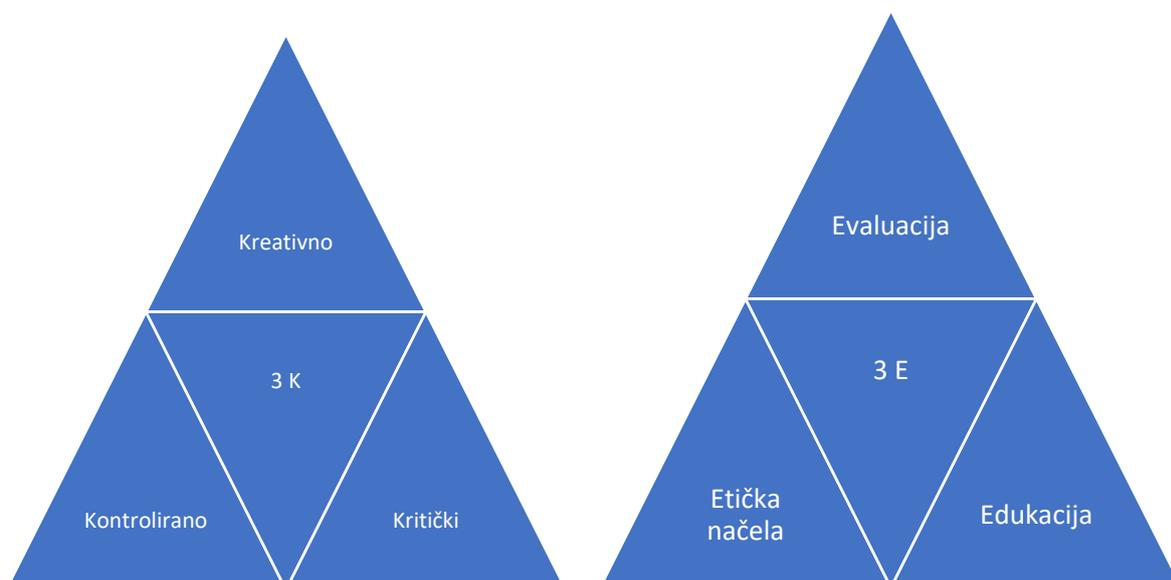 Kreativno
3 K
Kontrolirano
Kritički
Evaluacija
3 E
Etička
načela
Edukacija